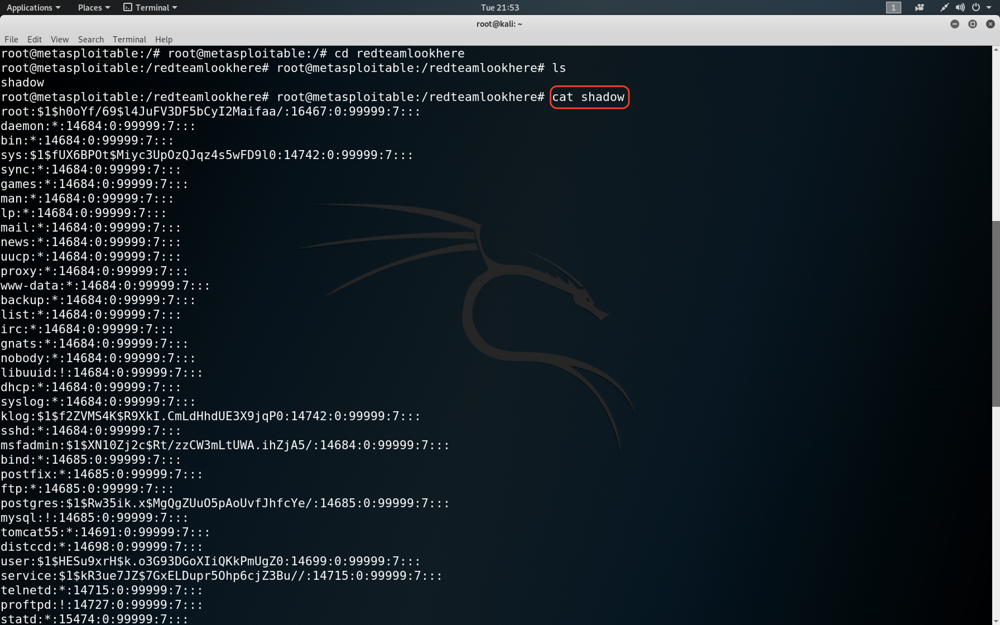 Applications Places Terminal Tue 21:53 1
root@kali: ~
File Edit View Search Terminal Help
root@metasploitable:/# root@metasploitable:/# cd redteamlookhere
root@metasploitable:/redteamlookhere# root@metasploitable:/redteamlookhere# ls
shadow
root@metasploitable:/redteamlookhere# root@metasploitable:/redteamlookhere# cat shadow
root:$1$h0oYf/69$l4JuFV3DF5bCyI2Maifaa/:16467:0:99999:7:::
daemon:*:14684:0:99999:7:::
bin:*:14684:0:99999:7:::
sys:$1$fUX6BPOt$Miyc3UpOzQJqz4s5wFD9l0:14742:0:99999:7:::
sync:*:14684:0:99999:7:::
games:*:14684:0:99999:7:::
man:*:14684:0:99999:7:::
lp:*:14684:0:99999:7:::
mail:*:14684:0:99999:7:::
news:*:14684:0:99999:7:::
uucp:*:14684:0:99999:7:::
proxy:*:14684:0:99999:7:::
www-data:*:14684:0:99999:7:::
backup:*:14684:0:99999:7:::
list:*:14684:0:99999:7:::
irc:*:14684:0:99999:7:::
gnats:*:14684:0:99999:7:::
nobody:*:14684:0:99999:7:::
libuuid:!:14684:0:99999:7:::
dhcp:*:14684:0:99999:7:::
syslog:*:14684:0:99999:7:::
klog:$1$f2ZVMS4K$R9XkI.CmLdHhdUE3X9jqP0:14742:0:99999:7:::
sshd:*:14684:0:99999:7:::
msfadmin:$1$XN10Zj2c$Rt/zzCW3mLtUWA.ihZjA5/:14684:0:99999:7:::
bind:*:14685:0:99999:7:::
postfix:*:14685:0:99999:7:::
ftp:*:14685:0:99999:7:::
postgres:$1$Rw35ik.x$MgQgZUuO5pAoUvfJhfcYe/:14685:0:99999:7:::
mysql:!:14685:0:99999:7:::
tomcat55:*:14691:0:99999:7:::
distccd:*:14698:0:99999:7:::
user:$1$HESu9xrH$k.o3G93DGoXIiQKkPmUgZ0:14699:0:99999:7:::
service:$1$kR3ue7JZ$7GxELDupr5Ohp6cjZ3Bu//:14715:0:99999:7:::
telnetd:*:14715:0:99999:7:::
proftpd:!:14727:0:99999:7:::
statd:*:15474:0:99999:7:::